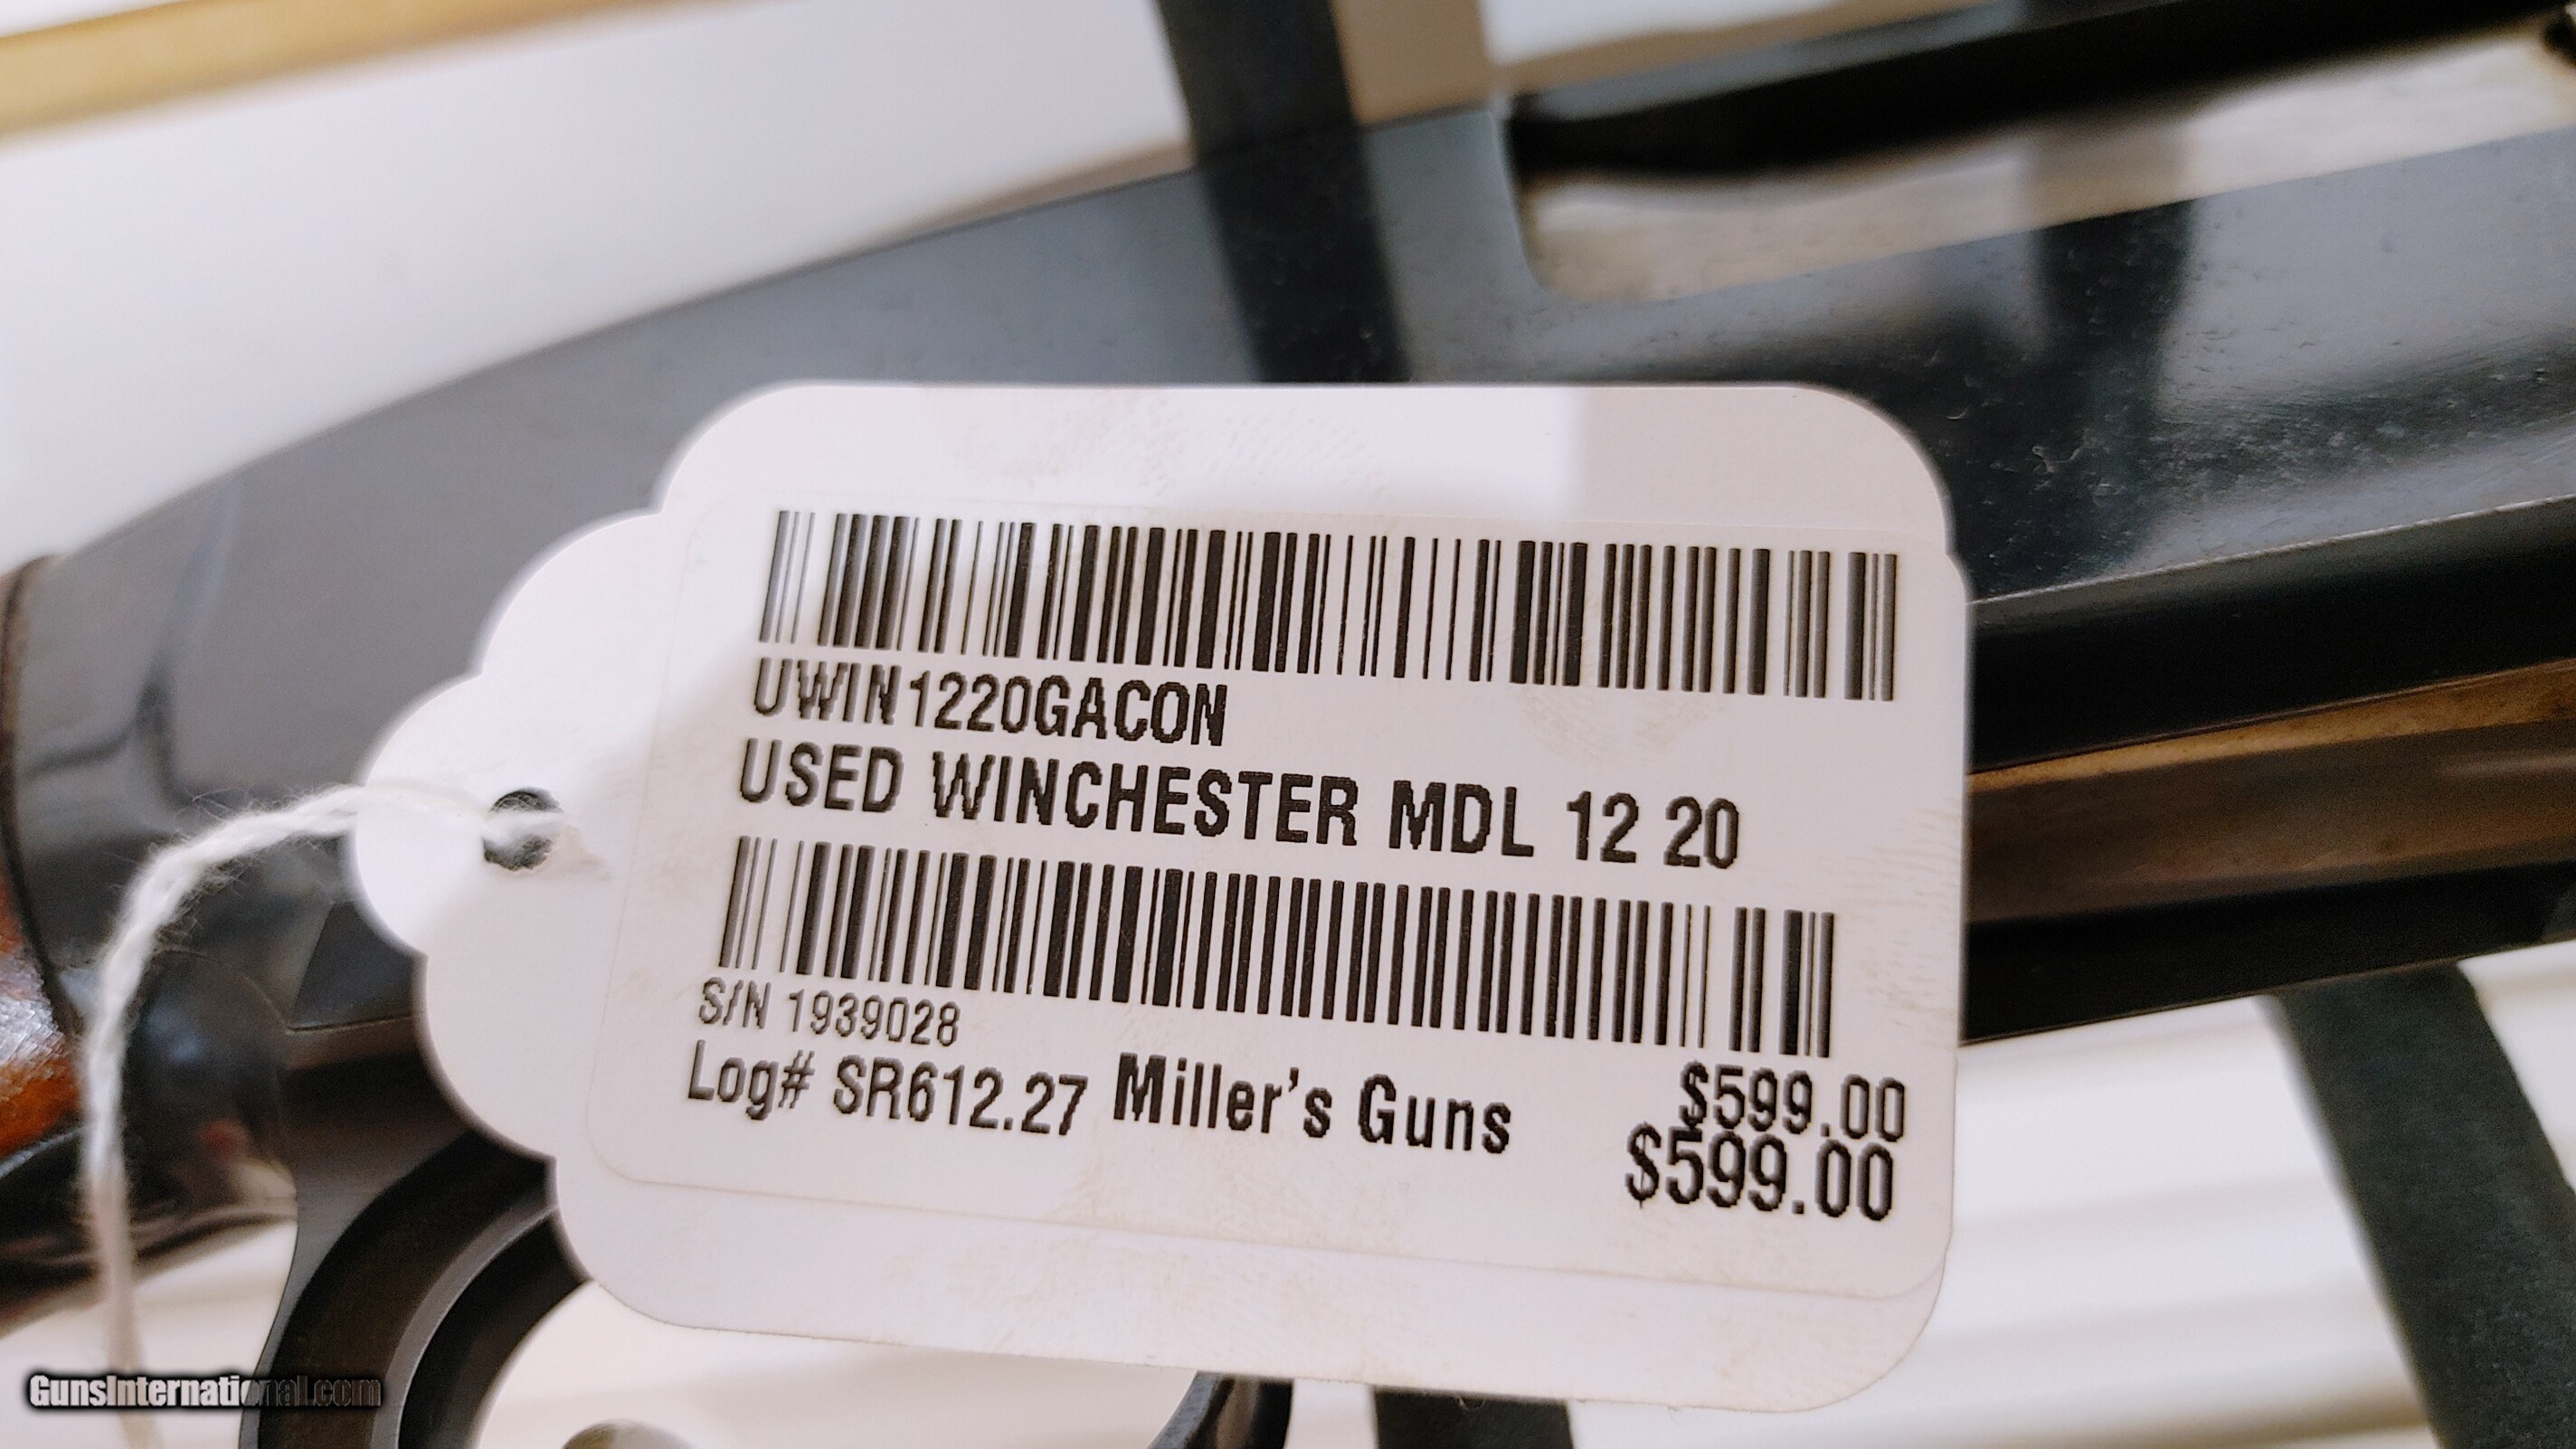 UWIN1220GACON
USED WINCHESTER MDL 12 20
S/N 1939028
Log# SR612.27 Miller's Guns $599.00
$599.00
GunsInternational.com